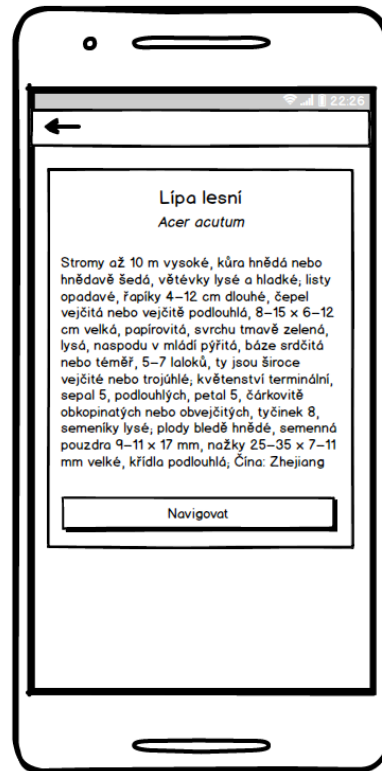 22:26
Lípa lesní
Acer acutum
Stromy až 10 m vysoké, kůra hnědá nebo
hnědavě šedá, větévky lysé a hladké; listy
opadavé, řapíky 4–12 cm dlouhé, čepel
vejčitá nebo vejčitě podlouhlá, 8–15 x 6–12
cm velká, papírovitá, svrchu tmavě zelená,
lysá, naspodu v mládí pýřitá, báze srdčitá
nebo téměř, 5–7 laloků, ty jsou široce
vejčité nebo trojúhlé; květenství terminální,
sepal 5, podlouhlých, petal 5, čárkovitě
obkopinatých nebo obvejčitých, tyčinek 8,
semeníky lysé; plody bledě hnědé, semenná
pouzdra 9–11 x 17 mm, nažky 25–35 x 7–11
mm velké, křídla podlouhlá; Čína: Zhejiang
Navigovat